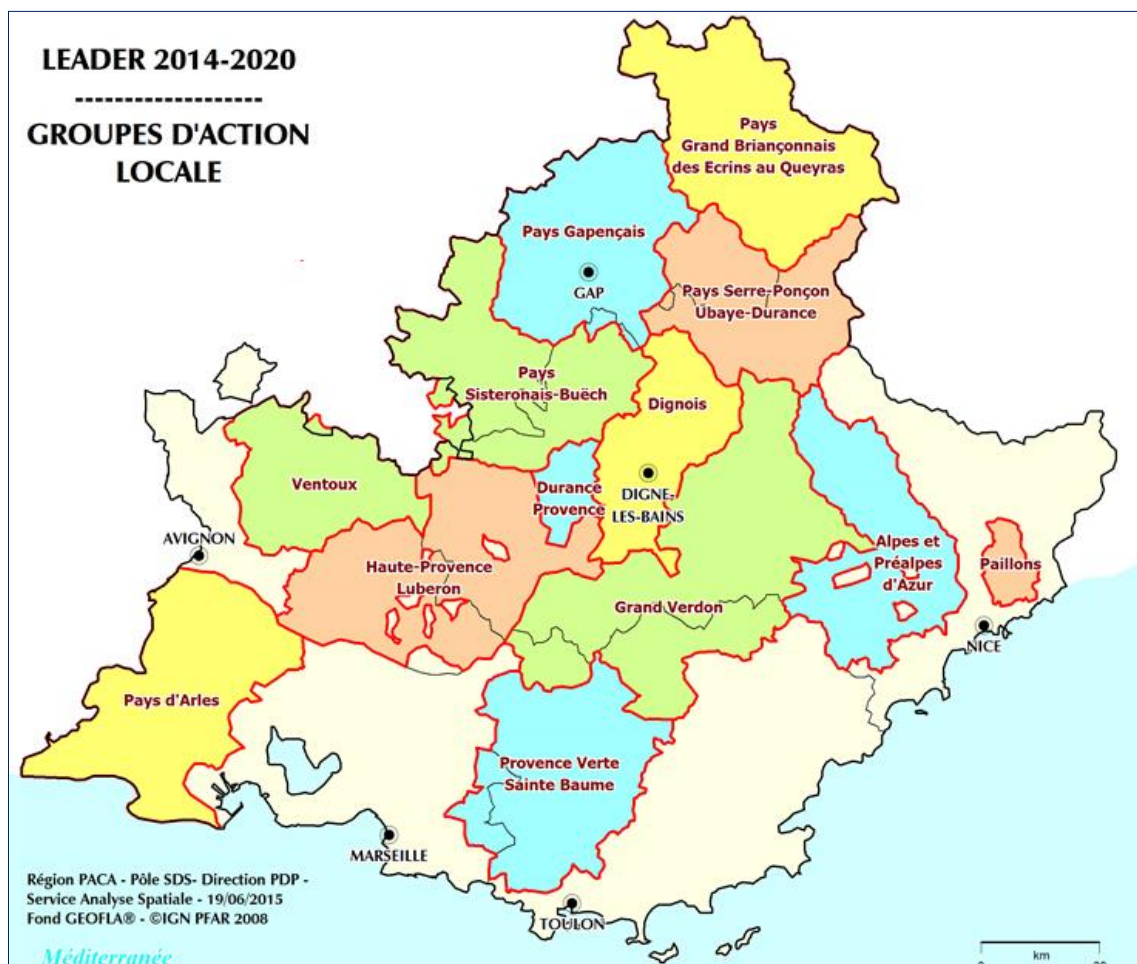 LEADER 2014-2020
-------------------
GROUPES D'ACTION
LOCALE
Pays
Grand Briançonnais
des Ecrins au Queyras
Pays Gapençais
GAP
Pays Serre-Ponçon
Ubaye-Durance
Pays
Sisteronais-Buëch
Dignois
Ventoux
Durance
Provence
DIGNE-
LES-BAINS
AVIGNON
Haute-Provence
Luberon
Alpes et
Préalpes
d'Azur
Paillons
Grand Verdon
NICE
Pays d'Arles
Provence Verte
Sainte Baume
MARSEILLE
TOULON
Région PACA - Pôle SDS- Direction PDP -
Service Analyse Spatiale - 19/06/2015
Fond GEOFLA® - ©IGN PFAR 2008
Méditerranée
km